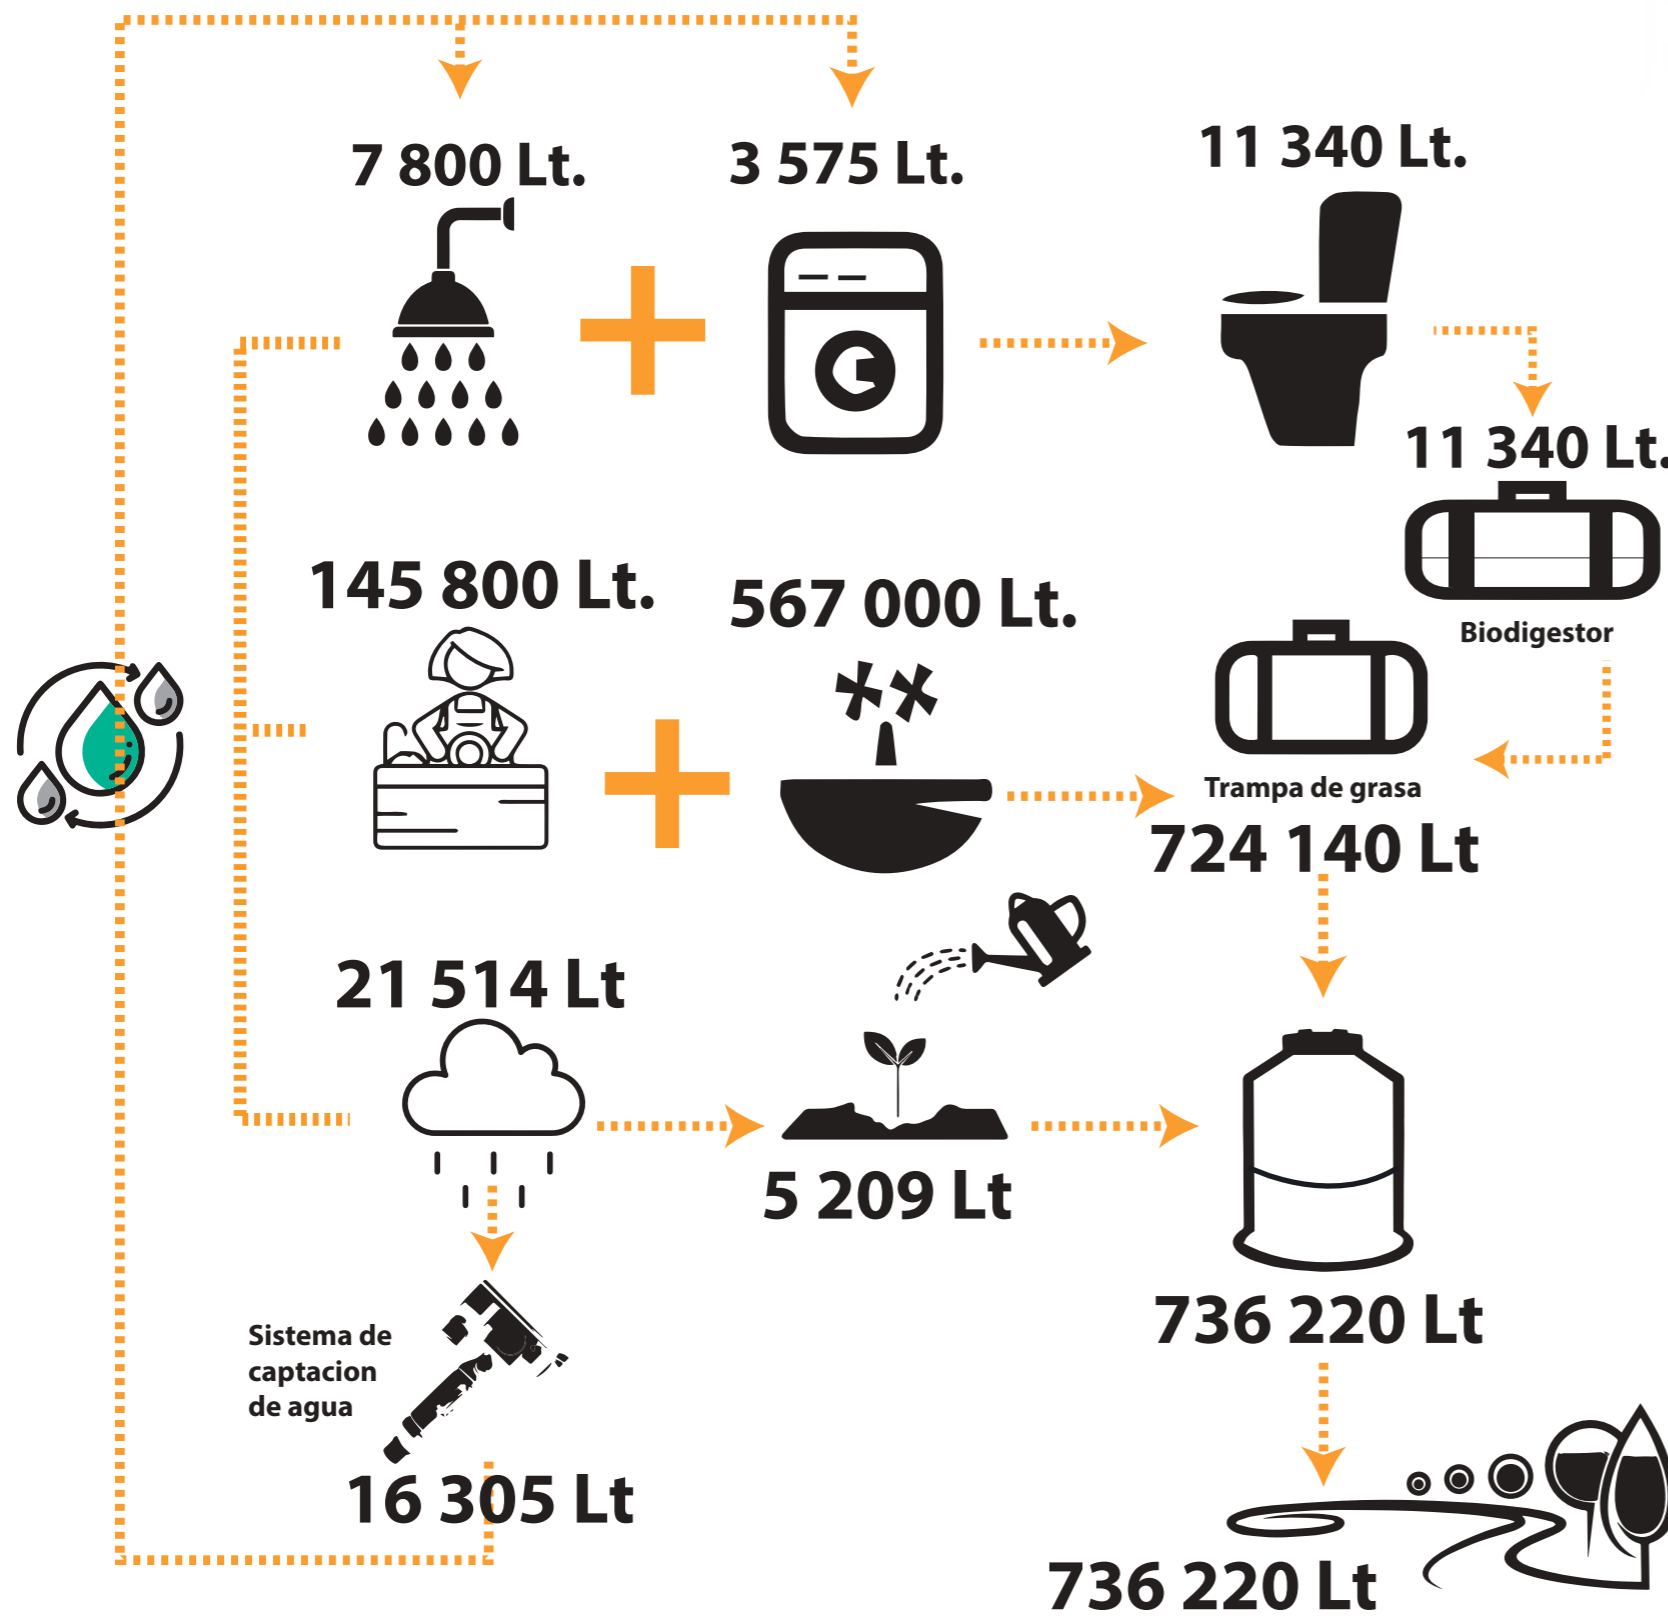 7 800 Lt.
3 575 Lt.
11 340 Lt.
11 340 Lt.
Biodigestor
145 800 Lt.
567 000 Lt.
Trampa de grasa
724 140 Lt
21 514 Lt
5 209 Lt
736 220 Lt
Sistema de
captacion
de agua
16 305 Lt
736 220 Lt